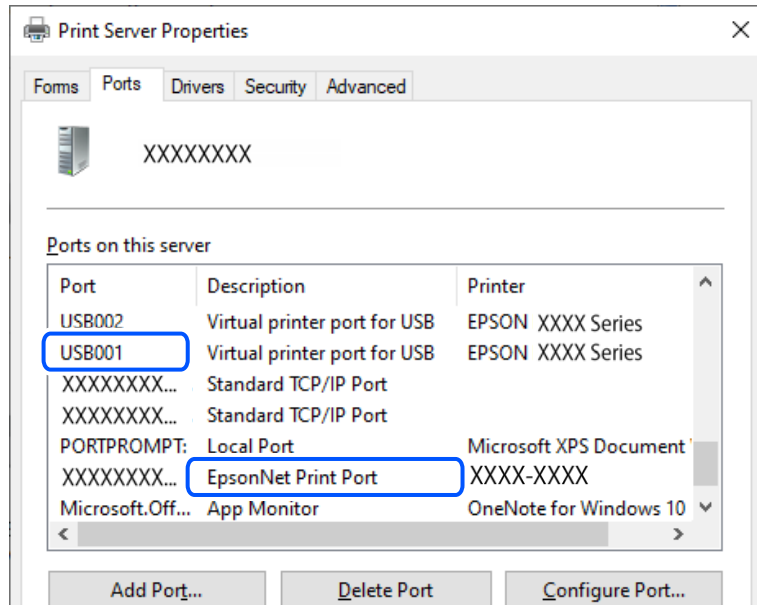 Print Server Properties
Forms Ports Drivers Security Advanced
XXXXXXXX
Ports on this server
Port Description Printer
USB002 Virtual printer port for USB EPSON XXXX Series
USB001 Virtual printer port for USB EPSON XXXX Series
XXXXXXXX... Standard TCP/IP Port
XXXXXXXX... Standard TCP/IP Port
PORTPROMPT: Local Port Microsoft XPS Document
XXXXXXXX... EpsonNet Print Port XXXX-XXXX
Microsoft.Off... App Monitor OneNote for Windows 10
Add Port... Delete Port Configure Port...